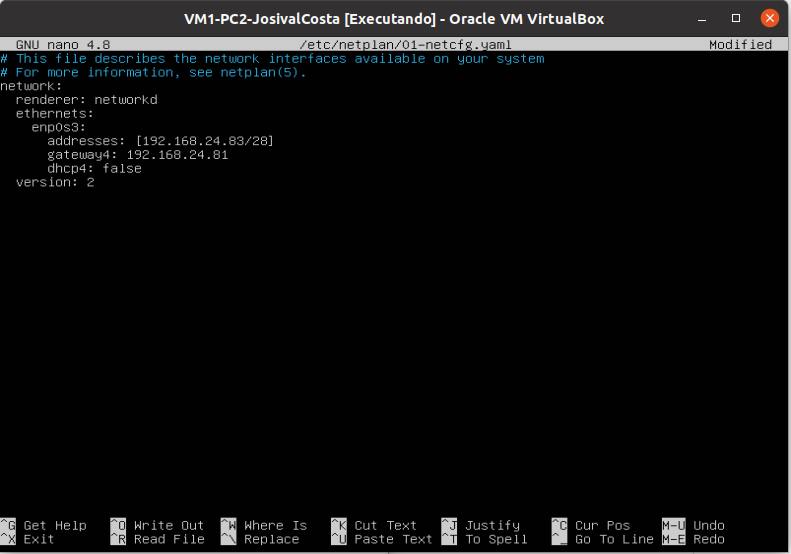 VM1-PC2-JosivalCosta [Executando] - Oracle VM VirtualBox
GNU nano 4.8 /etc/netplan/01-netcfg.yaml Modified
# This file describes the network interfaces available on your system
# For more information, see netplan(5).
network:
  renderer: networkd
  ethernets:
    enp0s3:
      addresses: [192.168.24.83/28]
      gateway4: 192.168.24.81
      dhcp4: false
  version: 2
^G Get Help ^O Write Out ^W Where Is ^K Cut Text ^J Justify ^C Cur Pos M-U Undo
^X Exit ^R Read File ^\ Replace ^U Paste Text ^T To Spell ^_ Go To Line M-E Redo